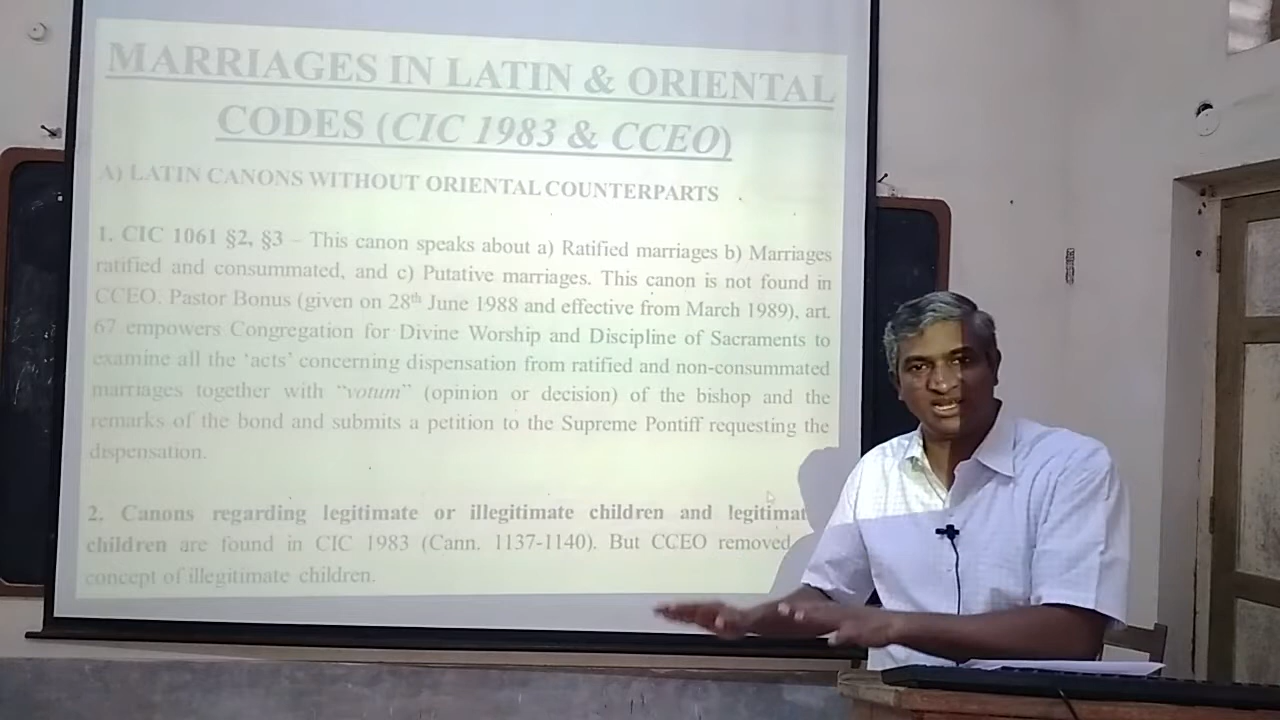 MARRIAGES IN LATIN & ORIENTAL
CODES (CIC 1983 & CCEO)
A) LATIN CANONS WITHOUT ORIENTAL COUNTERPARTS
1. CIC 1061 §2, §3 – This canon speaks about a) Ratified marriages b) Marriages
ratified and consummated, and c) Putative marriages. This canon is not found in
CCEO. Pastor Bonus (given on 28th June 1988 and effective from March 1989), art.
67 empowers Congregation for Divine Worship and Discipline of Sacraments to
examine all the ‘acts’ concerning dispensation from ratified and non-consummated
marriages together with “votum” (opinion or decision) of the bishop and the
remarks of the bond and submits a petition to the Supreme Pontiff requesting the
dispensation.
2. Canons regarding legitimate or illegitimate children and legitimat
children are found in CIC 1983 (Cann. 1137-1140). But CCEO removed
concept of illegitimate children.